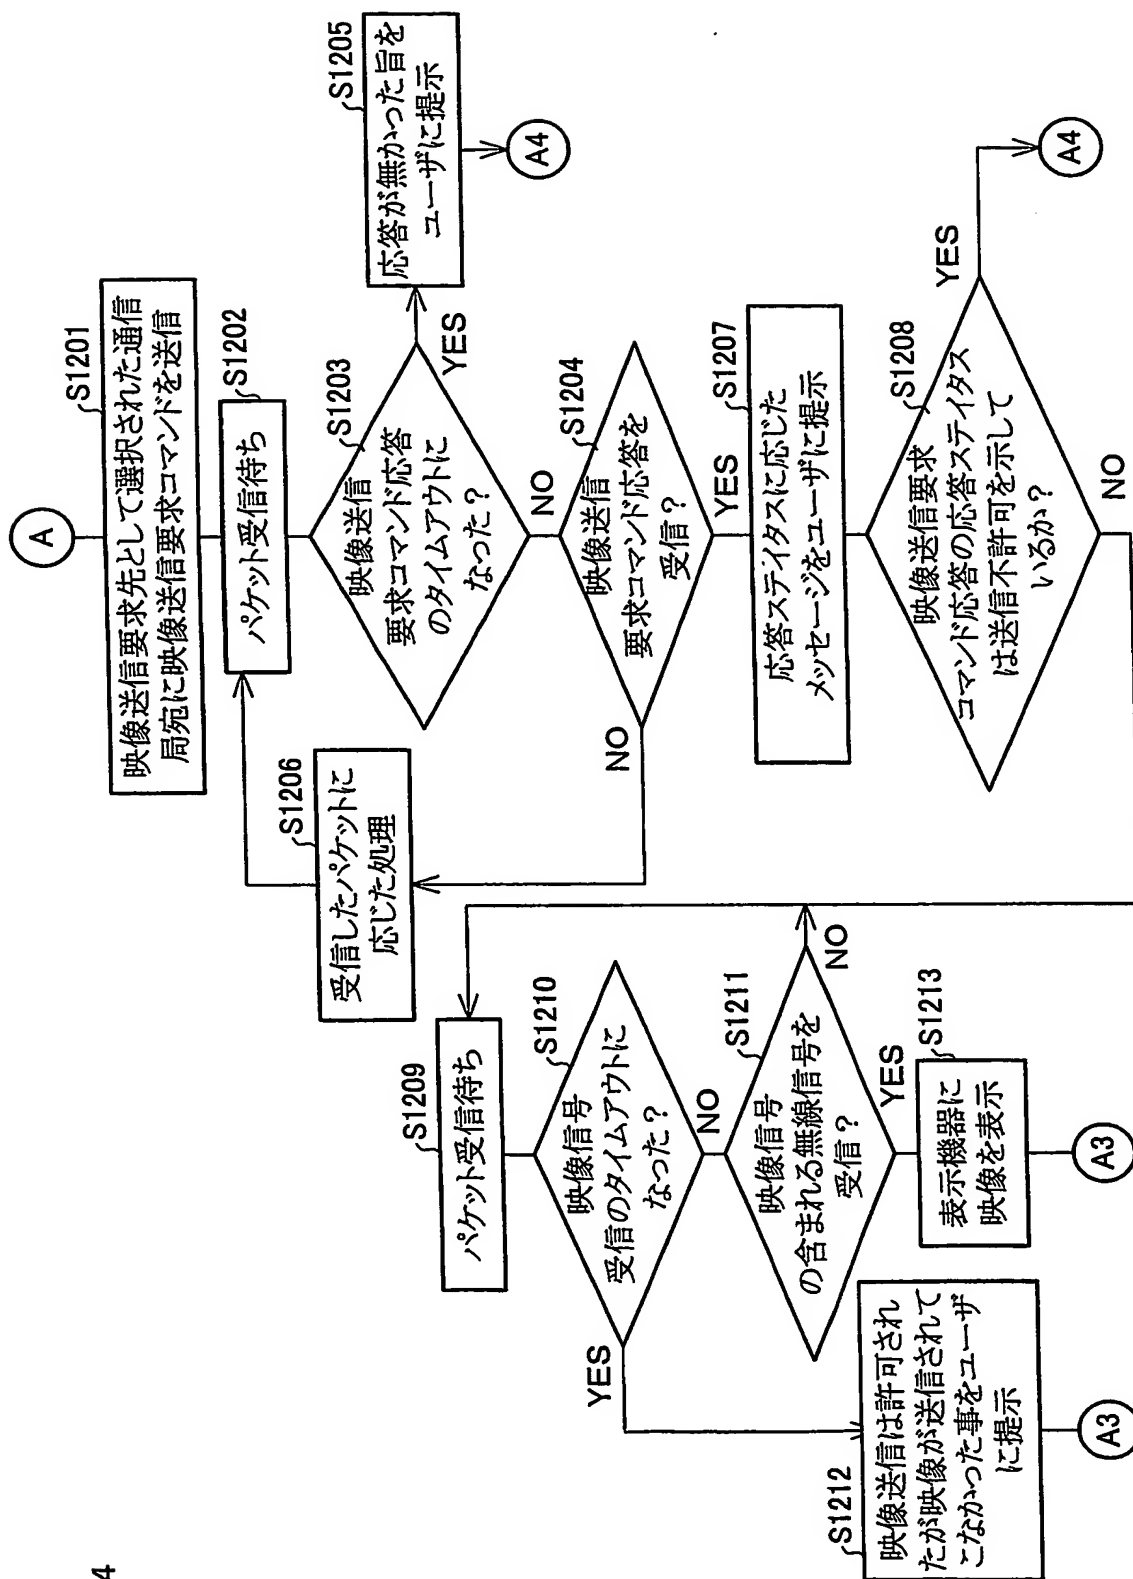 A
S1201
映像送信要求先として選択された通信
局宛に映像送信要求コマンドを送信
S1202
パケット受信待ち
S1203
映像送信
要求コマンド応答
のタイムアウトに
なった?
YES
S1205
応答が無かった旨を
ユーザに提示
A4
NO
S1204
映像送信
要求コマンド応答を
受信?
NO
S1206
受信したパケットに
応じた処理
YES
S1207
応答ステイタスに応じた
メッセージをユーザに提示
S1208
映像送信要求
コマンド応答の応答ステイタス
は送信不許可を示して
いるか?
YES
A4
NO
S1209
パケット受信待ち
S1210
映像信号
受信のタイムアウトに
なった?
YES
NO
S1211
映像信号
の含まれる無線信号を
受信?
NO
YES
S1213
表示機器に
映像を表示
A3
S1212
映像送信は許可され
たが映像が送信されて
こなかった事をユーザ
に提示
A3
4